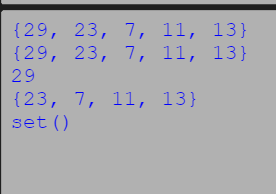 {29, 23, 7, 11, 13}
{29, 23, 7, 11, 13}
29
{23, 7, 11, 13}
set()